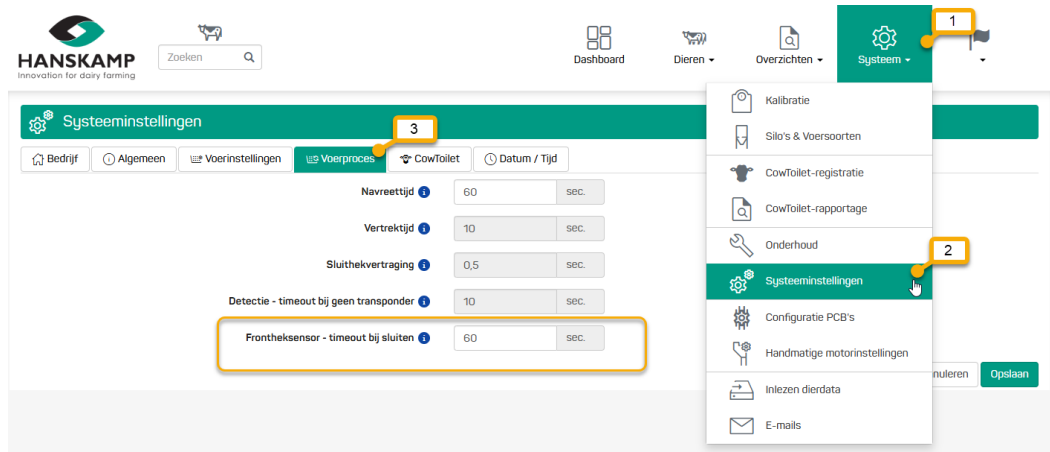 HANSKAMP
Innovation for dairy farming
Zoeken
Dashboard
Dieren
Overzichten
Systeem
1
Systeeminstellingen
3
Bedrijf
Algemeen
Voerinstellingen
Voerproces
CowToilet
Datum / Tijd
Navreettijd
60
sec.
Vertrektijd
10
sec.
Sluithekvertraging
0,5
sec.
Detectie - timeout bij geen transponder
10
sec.
Frontheksensor - timeout bij sluiten
60
sec.
Kalibratie
Silo's & Voersoorten
CowToilet-registratie
CowToilet-rapportage
Onderhoud
2
Systeeminstellingen
Configuratie PCB's
Handmatige motorinstellingen
Inlezen dierdata
E-mails
nuleren
Opslaan